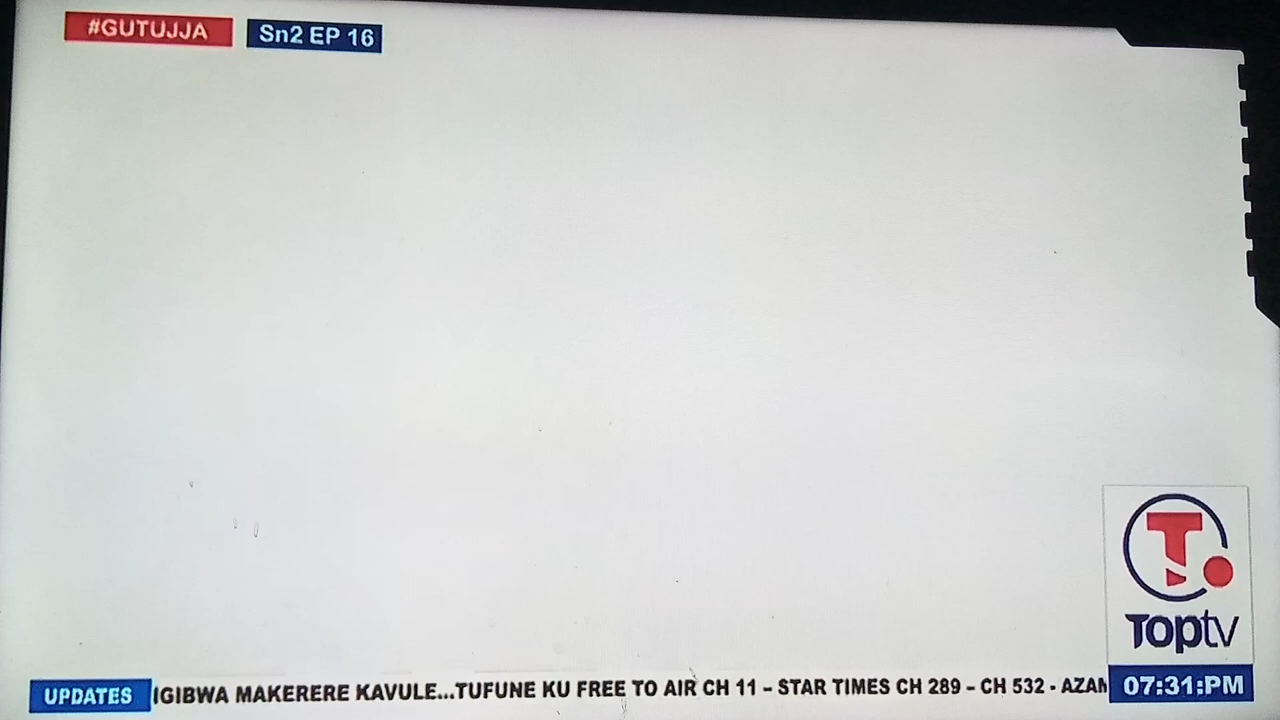 #GUTUJJA
Sn2 EP 16
TOPtv
UPDATES IGIBWA MAKERERE KAVULE...TUFUNE KU FREE TO AIR CH 11 - STAR TIMES CH 289 - CH 532 - AZAM 07:31:PM